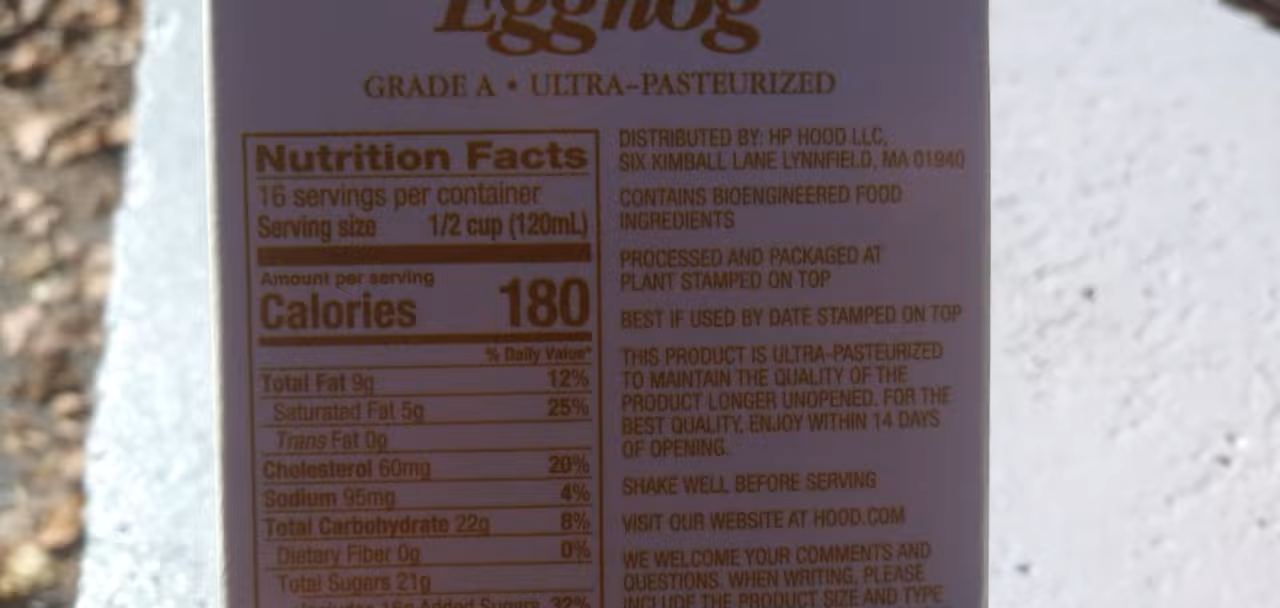 Eggnog
GRADE A • ULTRA-PASTEURIZED
Nutrition Facts
16 servings per container
Serving size 1/2 cup (120mL)
Amount per serving
Calories 180
% Daily Value*
Total Fat 9g 12%
Saturated Fat 5g 25%
Trans Fat 0g
Cholesterol 60mg 20%
Sodium 95mg 4%
Total Carbohydrate 22g 8%
Dietary Fiber 0g 0%
Total Sugars 21g
Includes 16g Added Sugars 32%
DISTRIBUTED BY: HP HOOD LLC,
SIX KIMBALL LANE LYNNFIELD, MA 01940
CONTAINS BIOENGINEERED FOOD
INGREDIENTS
PROCESSED AND PACKAGED AT
PLANT STAMPED ON TOP
BEST IF USED BY DATE STAMPED ON TOP
THIS PRODUCT IS ULTRA-PASTEURIZED
TO MAINTAIN THE QUALITY OF THE
PRODUCT LONGER UNOPENED. FOR THE
BEST QUALITY, ENJOY WITHIN 14 DAYS
OF OPENING.
SHAKE WELL BEFORE SERVING
VISIT OUR WEBSITE AT HOOD.COM
WE WELCOME YOUR COMMENTS AND
QUESTIONS. WHEN WRITING, PLEASE
INCLUDE THE PRODUCT SIZE AND TYPE